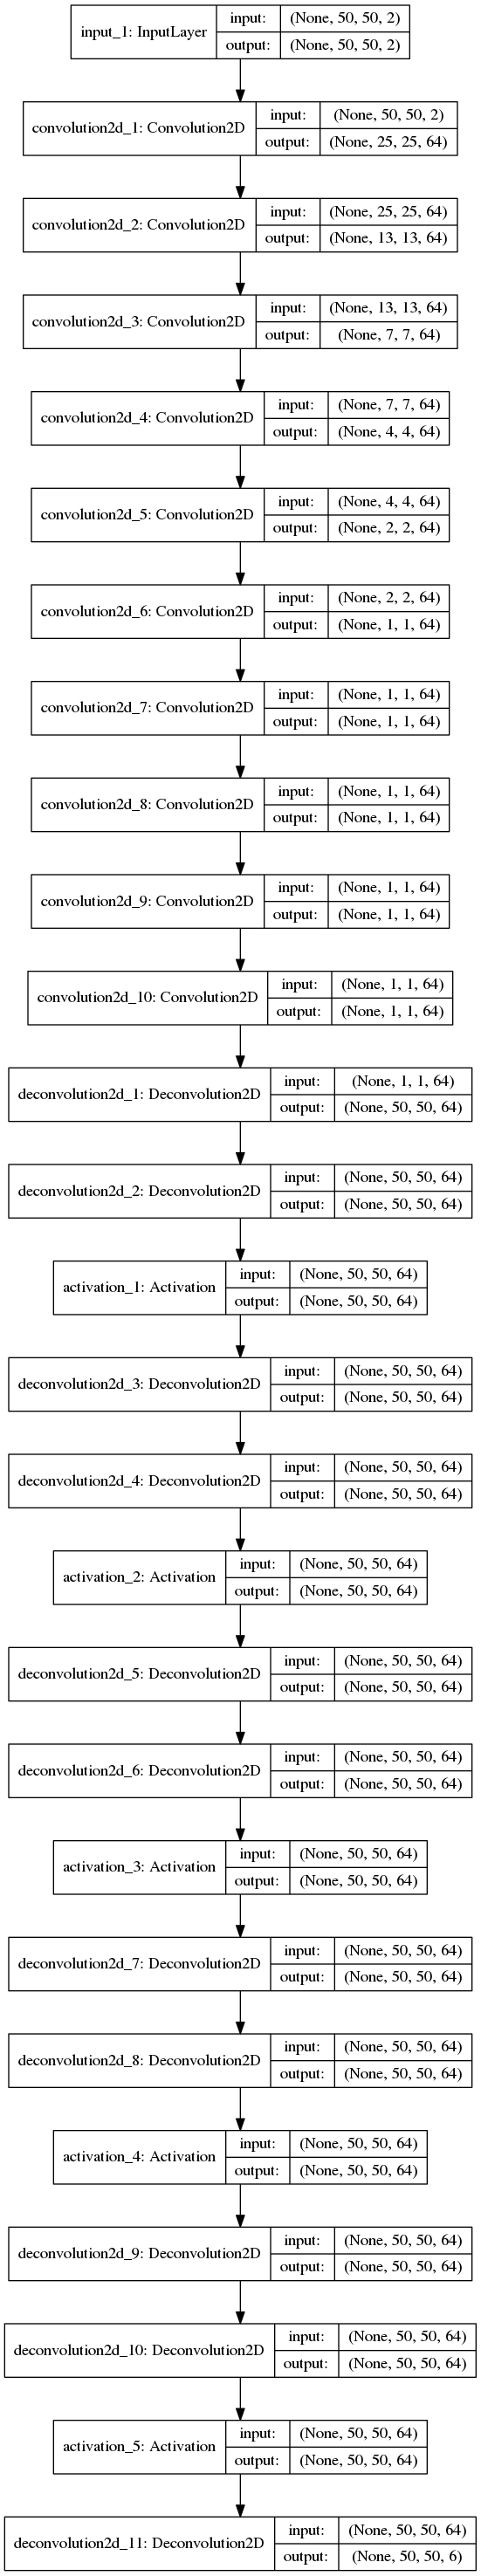 input_1: InputLayer
input: (None, 50, 50, 2)
output: (None, 50, 50, 2)
convolution2d_1: Convolution2D
input: (None, 50, 50, 2)
output: (None, 25, 25, 64)
convolution2d_2: Convolution2D
input: (None, 25, 25, 64)
output: (None, 13, 13, 64)
convolution2d_3: Convolution2D
input: (None, 13, 13, 64)
output: (None, 7, 7, 64)
convolution2d_4: Convolution2D
input: (None, 7, 7, 64)
output: (None, 4, 4, 64)
convolution2d_5: Convolution2D
input: (None, 4, 4, 64)
output: (None, 2, 2, 64)
convolution2d_6: Convolution2D
input: (None, 2, 2, 64)
output: (None, 1, 1, 64)
convolution2d_7: Convolution2D
input: (None, 1, 1, 64)
output: (None, 1, 1, 64)
convolution2d_8: Convolution2D
input: (None, 1, 1, 64)
output: (None, 1, 1, 64)
convolution2d_9: Convolution2D
input: (None, 1, 1, 64)
output: (None, 1, 1, 64)
convolution2d_10: Convolution2D
input: (None, 1, 1, 64)
output: (None, 1, 1, 64)
deconvolution2d_1: Deconvolution2D
input: (None, 1, 1, 64)
output: (None, 50, 50, 64)
deconvolution2d_2: Deconvolution2D
input: (None, 50, 50, 64)
output: (None, 50, 50, 64)
activation_1: Activation
input: (None, 50, 50, 64)
output: (None, 50, 50, 64)
deconvolution2d_3: Deconvolution2D
input: (None, 50, 50, 64)
output: (None, 50, 50, 64)
deconvolution2d_4: Deconvolution2D
input: (None, 50, 50, 64)
output: (None, 50, 50, 64)
activation_2: Activation
input: (None, 50, 50, 64)
output: (None, 50, 50, 64)
deconvolution2d_5: Deconvolution2D
input: (None, 50, 50, 64)
output: (None, 50, 50, 64)
deconvolution2d_6: Deconvolution2D
input: (None, 50, 50, 64)
output: (None, 50, 50, 64)
activation_3: Activation
input: (None, 50, 50, 64)
output: (None, 50, 50, 64)
deconvolution2d_7: Deconvolution2D
input: (None, 50, 50, 64)
output: (None, 50, 50, 64)
deconvolution2d_8: Deconvolution2D
input: (None, 50, 50, 64)
output: (None, 50, 50, 64)
activation_4: Activation
input: (None, 50, 50, 64)
output: (None, 50, 50, 64)
deconvolution2d_9: Deconvolution2D
input: (None, 50, 50, 64)
output: (None, 50, 50, 64)
deconvolution2d_10: Deconvolution2D
input: (None, 50, 50, 64)
output: (None, 50, 50, 64)
activation_5: Activation
input: (None, 50, 50, 64)
output: (None, 50, 50, 64)
deconvolution2d_11: Deconvolution2D
input: (None, 50, 50, 64)
output: (None, 50, 50, 6)